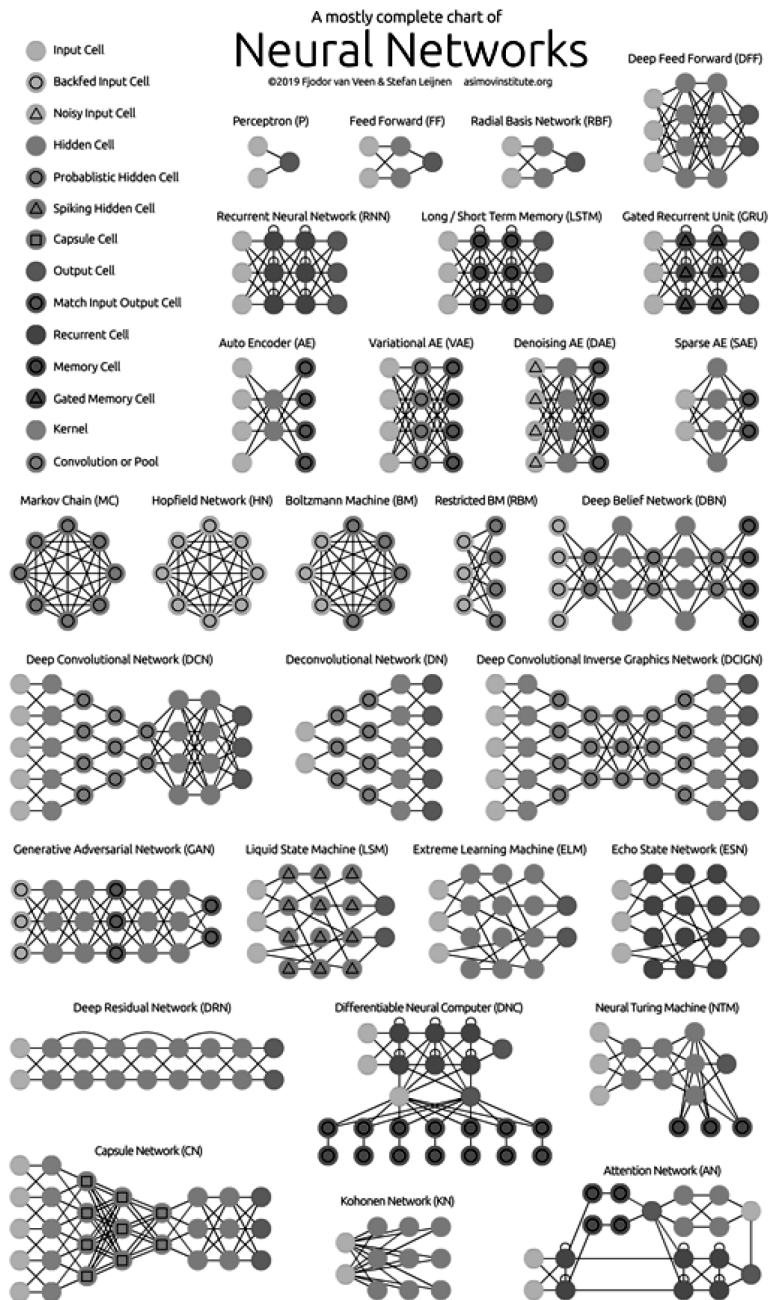 A mostly complete chart of
Neural Networks
©2019 Fjodor van Veen & Stefan Leijnen asimovinstitute.org
Input Cell
Backfed Input Cell
Noisy Input Cell
Hidden Cell
Probablistic Hidden Cell
Spiking Hidden Cell
Capsule Cell
Output Cell
Match Input Output Cell
Recurrent Cell
Memory Cell
Gated Memory Cell
Kernel
Convolution or Pool
Deep Feed Forward (DFF)
Perceptron (P)
Feed Forward (FF)
Radial Basis Network (RBF)
Recurrent Neural Network (RNN)
Long / Short Term Memory (LSTM)
Gated Recurrent Unit (GRU)
Auto Encoder (AE)
Variational AE (VAE)
Denoising AE (DAE)
Sparse AE (SAE)
Markov Chain (MC)
Hopfield Network (HN)
Boltzmann Machine (BM)
Restricted BM (RBM)
Deep Belief Network (DBN)
Deep Convolutional Network (DCN)
Deconvolutional Network (DN)
Deep Convolutional Inverse Graphics Network (DCIGN)
Generative Adversarial Network (GAN)
Liquid State Machine (LSM)
Extreme Learning Machine (ELM)
Echo State Network (ESN)
Deep Residual Network (DRN)
Differentiable Neural Computer (DNC)
Neural Turing Machine (NTM)
Capsule Network (CN)
Kohonen Network (KN)
Attention Network (AN)